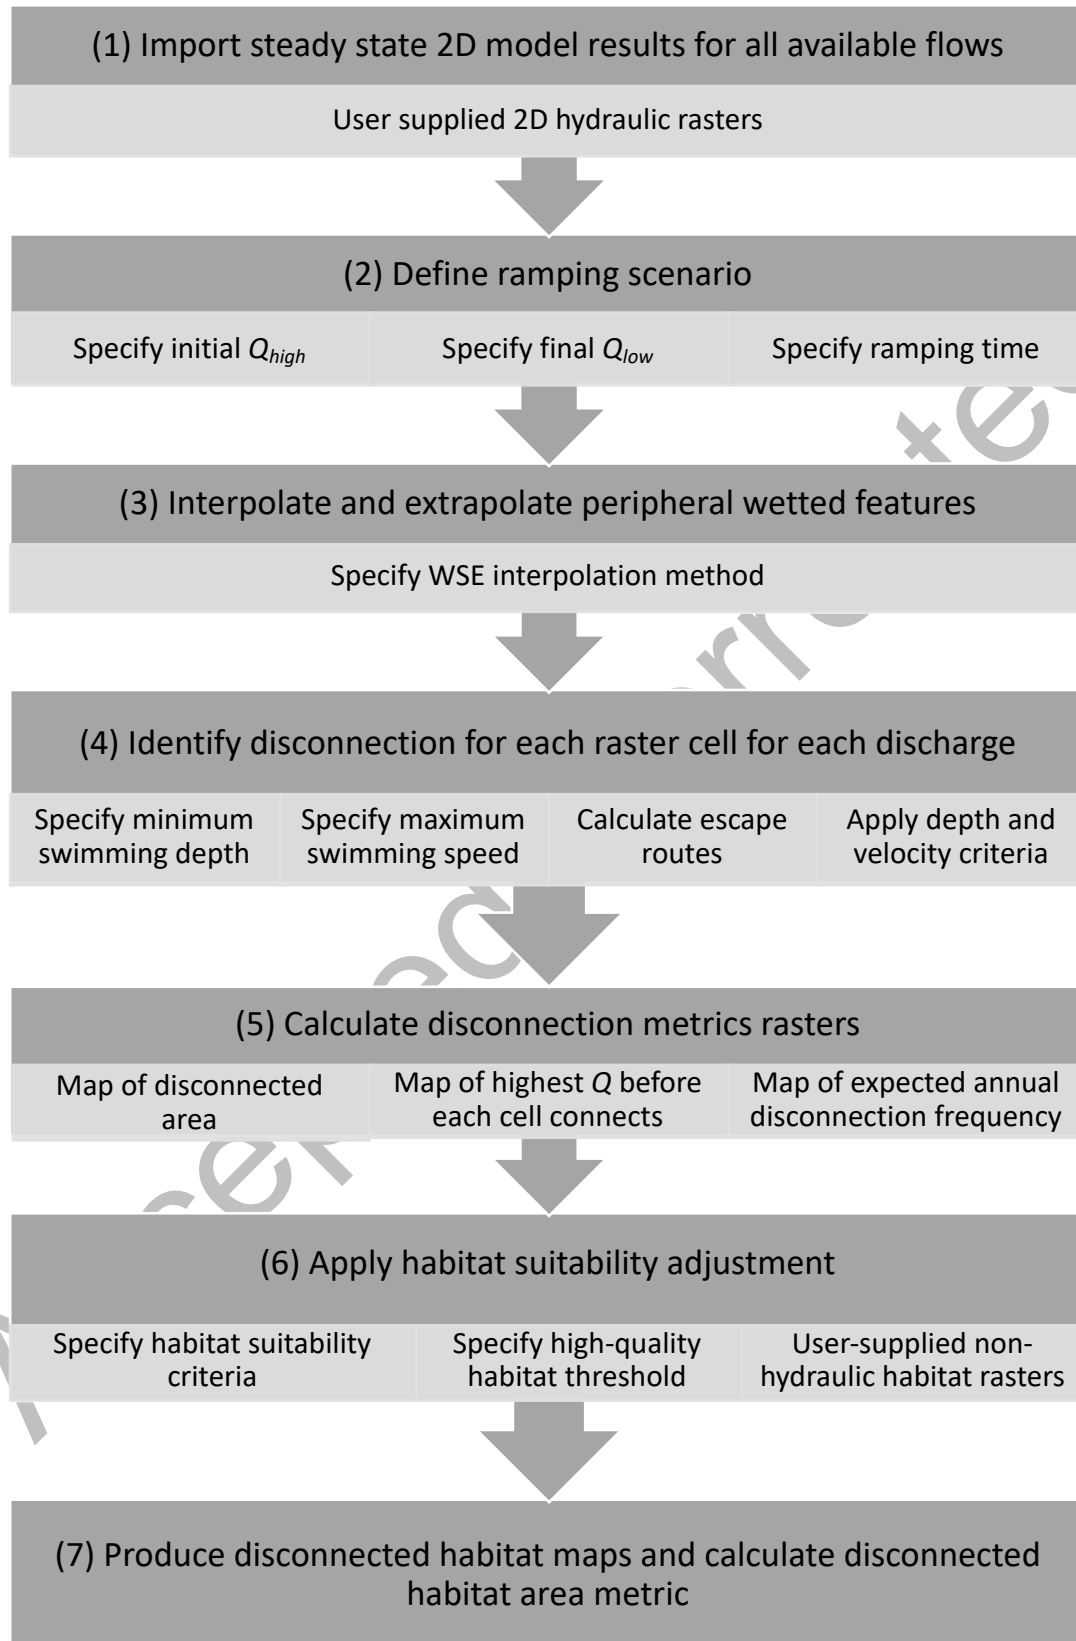 (1) Import steady state 2D model results for all available flows
User supplied 2D hydraulic rasters
(2) Define ramping scenario
Specify initial Qhigh
Specify final Qlow
Specify ramping time
(3) Interpolate and extrapolate peripheral wetted features
Specify WSE interpolation method
(4) Identify disconnection for each raster cell for each discharge
Specify minimum
swimming depth
Specify maximum
swimming speed
Calculate escape
routes
Apply depth and
velocity criteria
(5) Calculate disconnection metrics rasters
Map of disconnected
area
Map of highest Q before
each cell connects
Map of expected annual
disconnection frequency
(6) Apply habitat suitability adjustment
Specify habitat suitability
criteria
Specify high-quality
habitat threshold
User-supplied non-
hydraulic habitat rasters
(7) Produce disconnected habitat maps and calculate disconnected
habitat area metric